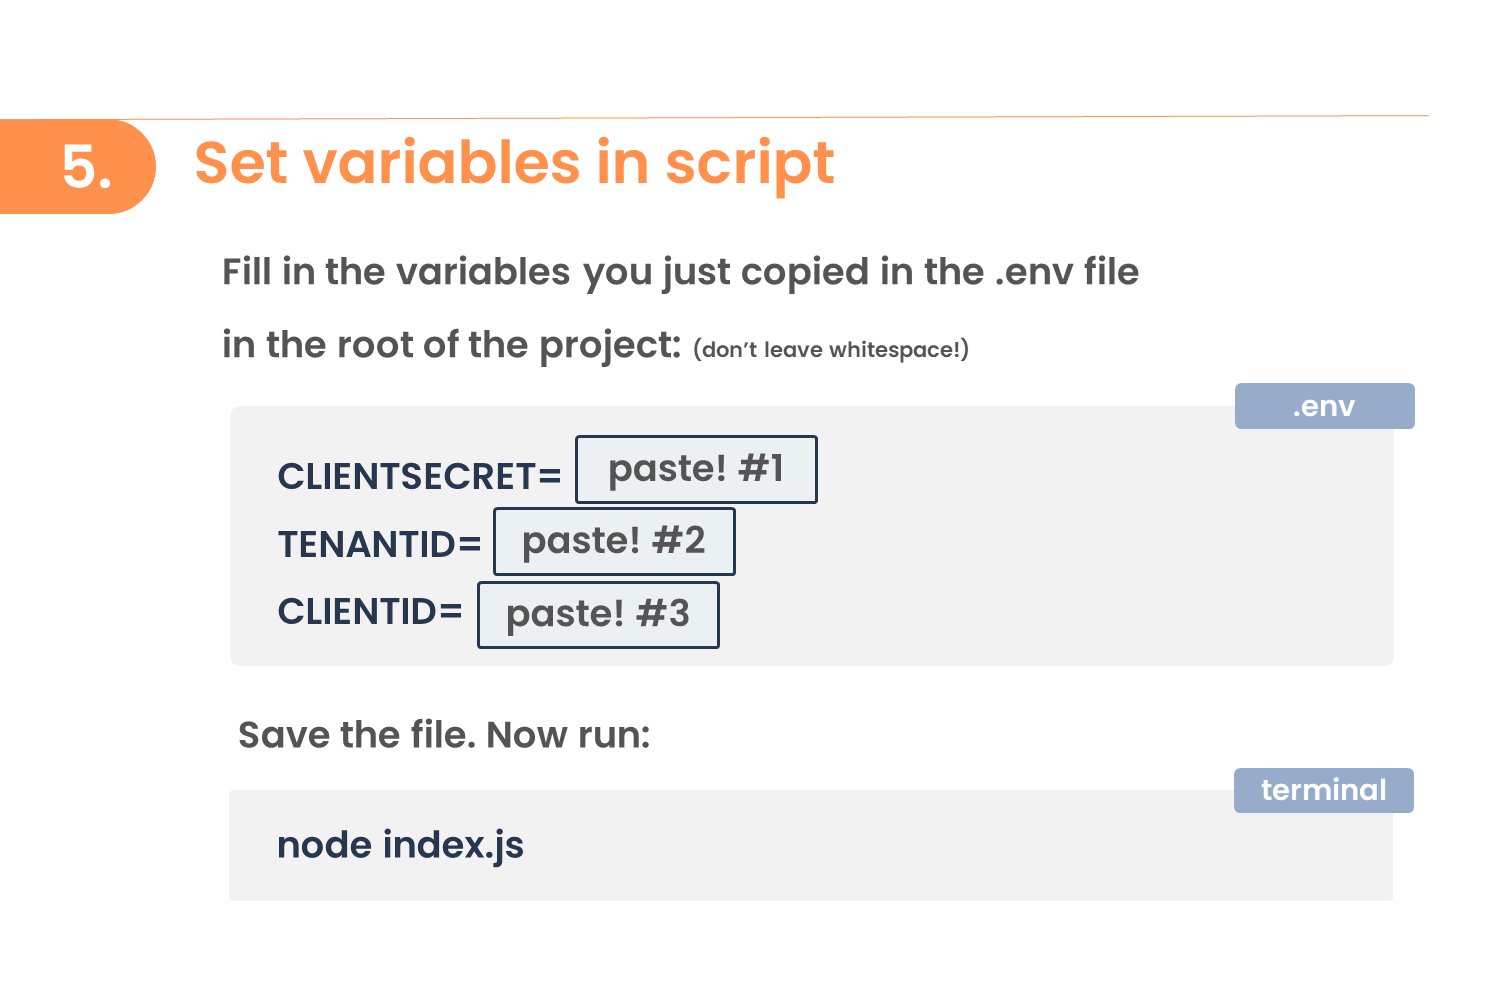 5. Set variables in script
Fill in the variables you just copied in the .env file
in the root of the project: (don’t leave whitespace!)
.env
CLIENTSECRET= paste! #1
TENANTID= paste! #2
CLIENTID= paste! #3
Save the file. Now run:
terminal
node index.js